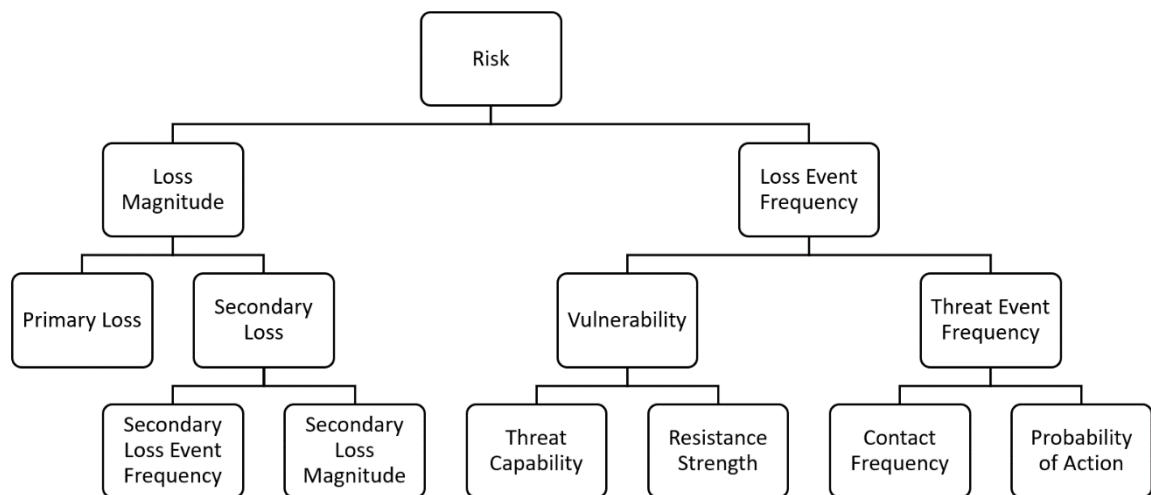 Risk
Loss
Magnitude
Loss Event
Frequency
Primary Loss
Secondary
Loss
Vulnerability
Threat Event
Frequency
Secondary
Loss Event
Frequency
Secondary
Loss
Magnitude
Threat
Capability
Resistance
Strength
Contact
Frequency
Probability
of Action